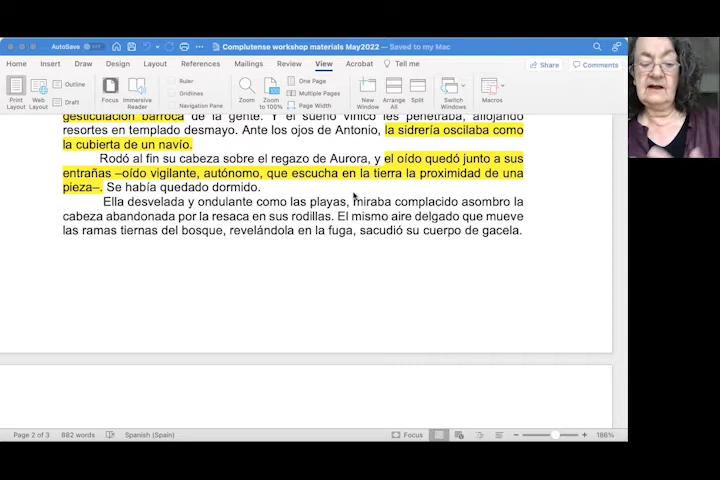 AutoSave OFF Complutense workshop materials May2022 — Saved to my Mac
Home Insert Draw Design Layout References Mailings Review View Acrobat Tell me Share Comments
Print Layout Web Layout Outline Draft Focus Immersive Reader Ruler Gridlines Navigation Pane Zoom Zoom to 100% One Page Multiple Pages Page Width New Window Arrange All Split Switch Windows Macros
gesticulación barroca de la gente. Y el sueño vínico les penetraba, aflojando
resortes en templado desmayo. Ante los ojos de Antonio, la sidrería oscilaba como
la cubierta de un navío.
Rodó al fin su cabeza sobre el regazo de Aurora, y el oído quedó junto a sus
entrañas –oído vigilante, autónomo, que escucha en la tierra la proximidad de una
pieza–. Se había quedado dormido.
Ella desvelada y ondulante como las playas, miraba complacido asombro la
cabeza abandonada por la resaca en sus rodillas. El mismo aire delgado que mueve
las ramas tiernas del bosque, revelándola en la fuga, sacudió su cuerpo de gacela.
Page 2 of 3 882 words Spanish (Spain) Focus 186%